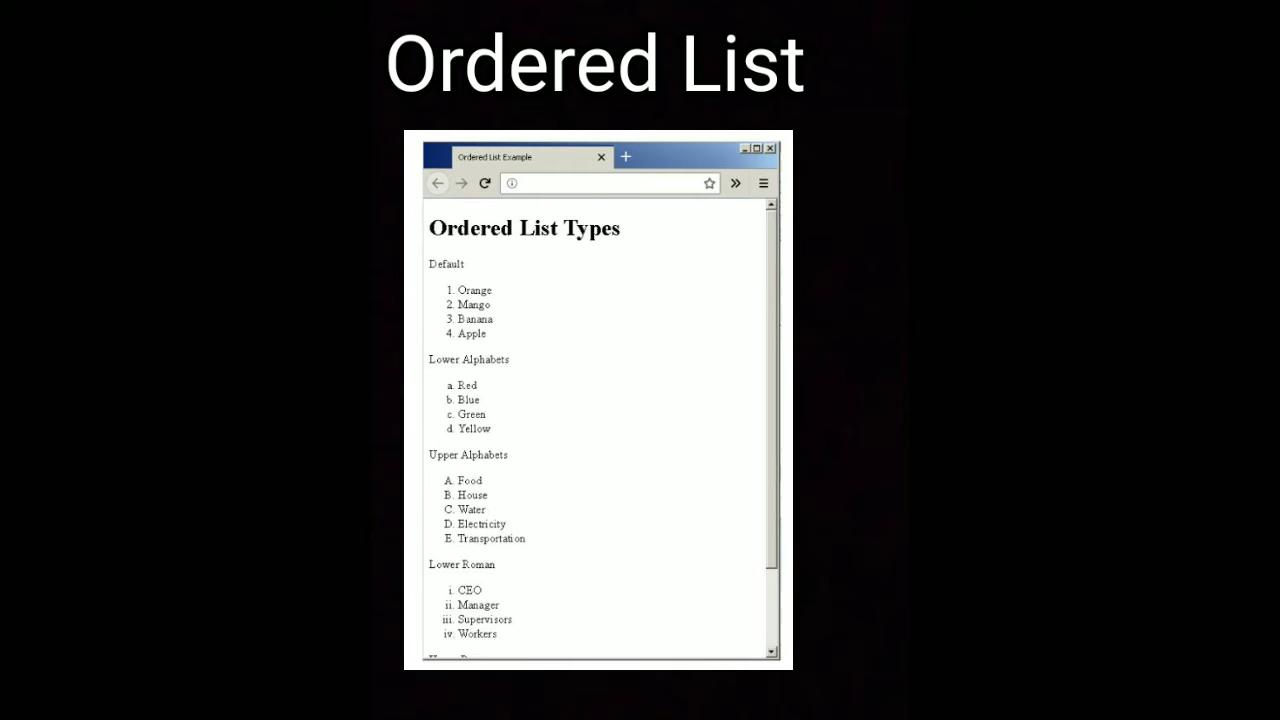 Ordered List
Ordered List Example
Ordered List Types
Default
1. Orange
2. Mango
3. Banana
4. Apple
Lower Alphabets
a. Red
b. Blue
c. Green
d. Yellow
Upper Alphabets
A. Food
B. House
C. Water
D. Electricity
E. Transportation
Lower Roman
i. CEO
ii. Manager
iii. Supervisors
iv. Workers